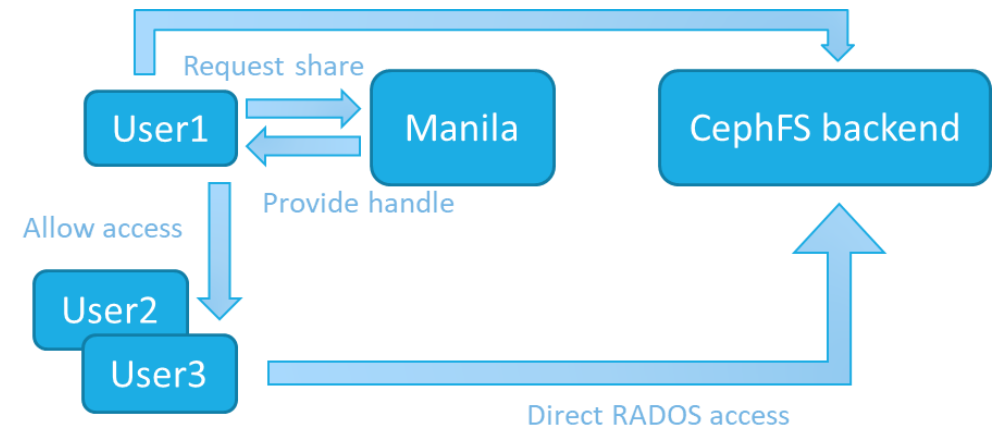 Request share
User1
Manila
CephFS backend
Provide handle
Allow access
User2
User3
Direct RADOS access